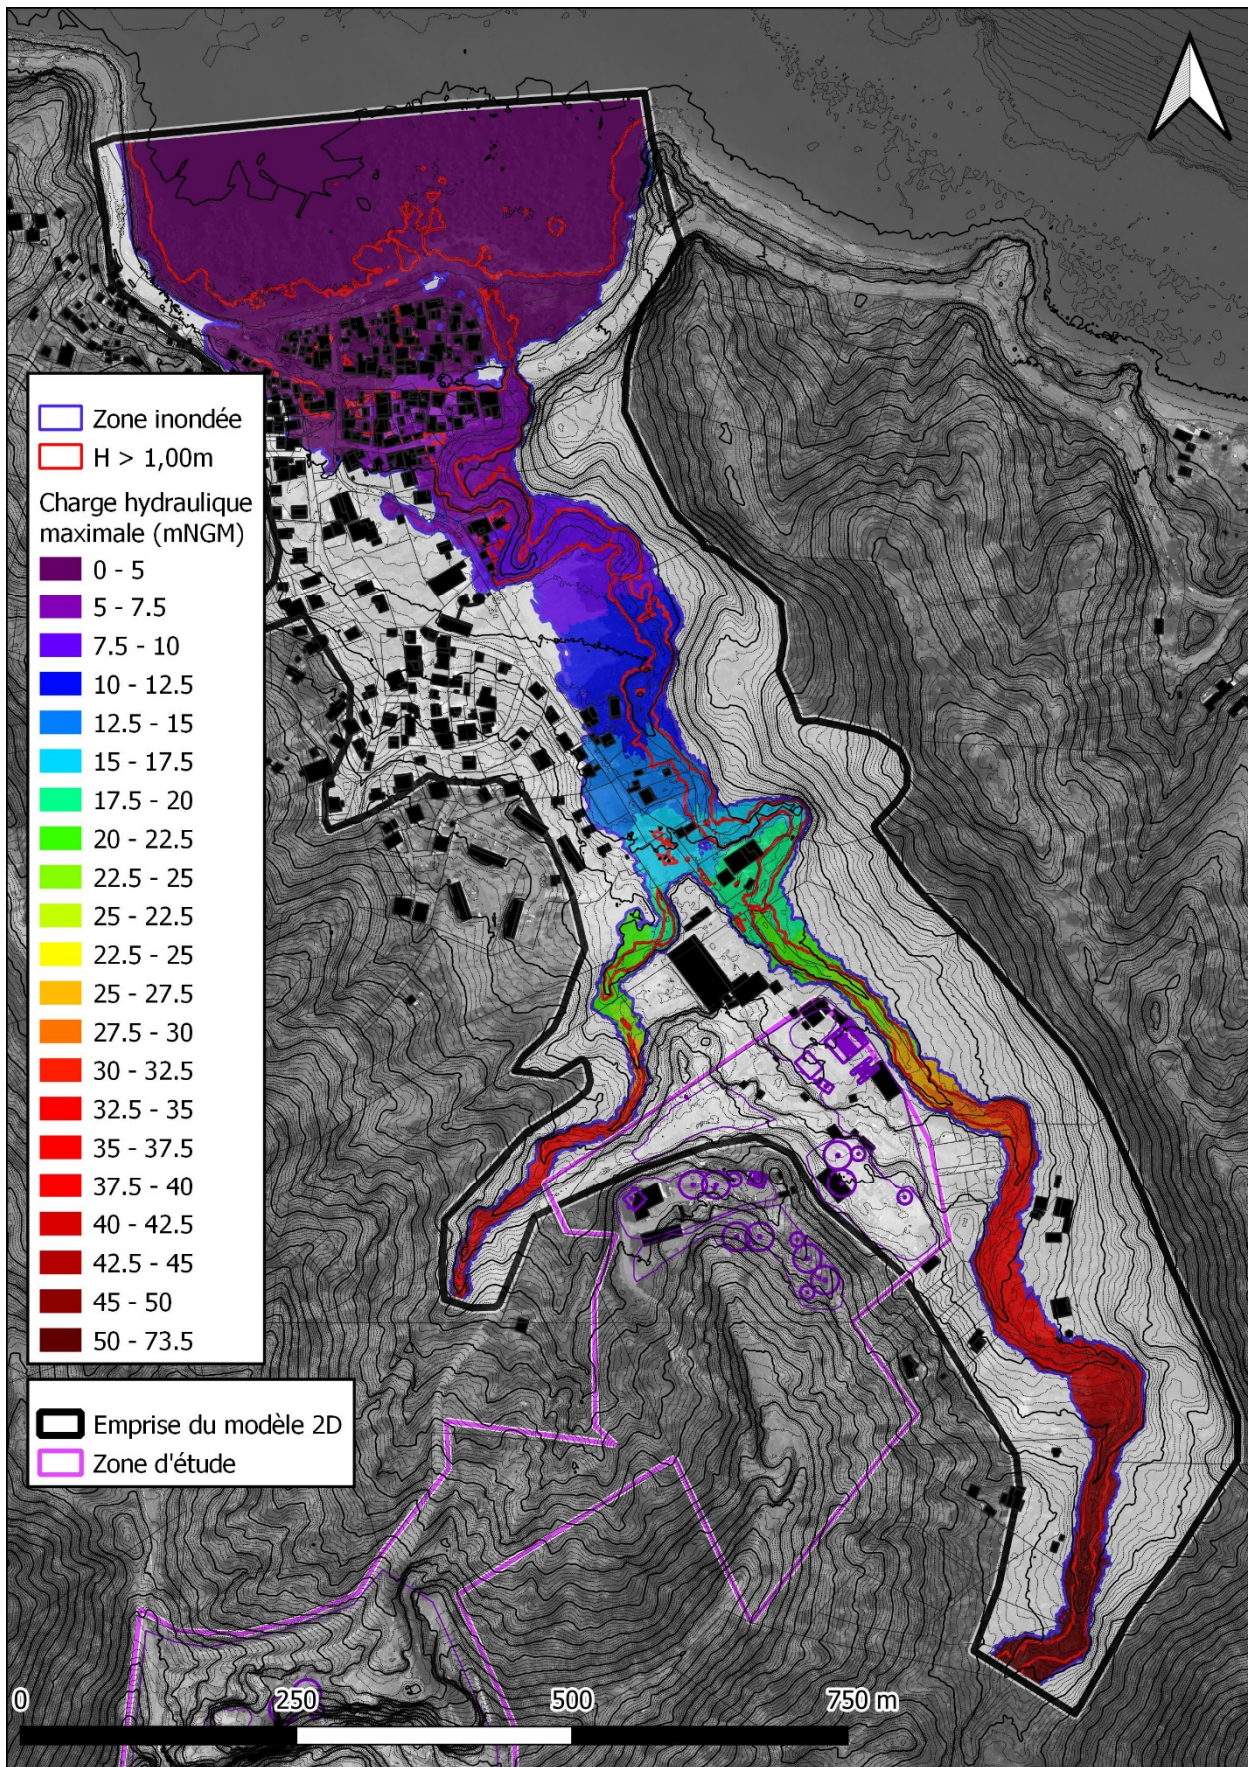 Zone inondée
H > 1,00m
Charge hydraulique
maximale (mNGM)
0 - 5
5 - 7.5
7.5 - 10
10 - 12.5
12.5 - 15
15 - 17.5
17.5 - 20
20 - 22.5
22.5 - 25
25 - 22.5
22.5 - 25
25 - 27.5
27.5 - 30
30 - 32.5
32.5 - 35
35 - 37.5
37.5 - 40
40 - 42.5
42.5 - 45
45 - 50
50 - 73.5
Emprise du modèle 2D
Zone d'étude
0 250 500 750 m